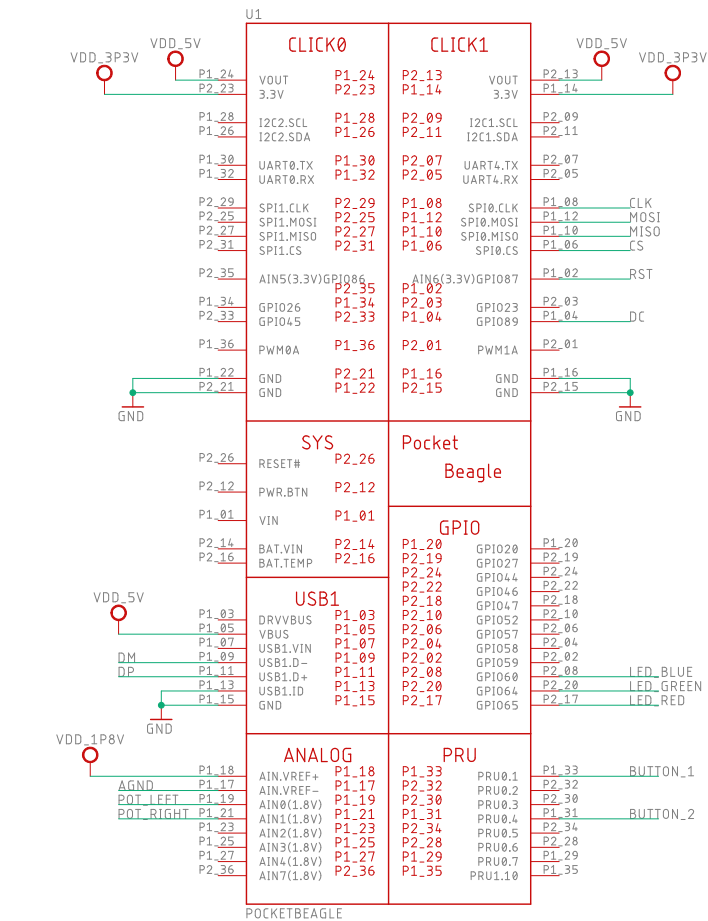 U1
CLICK0 CLICK1
VDD_5V VDD_5V
VDD_3P3V VDD_3P3V
P1_24 VOUT P1_24 P2_13 VOUT P2_13
P2_23 3.3V P2_23 P1_14 3.3V P1_14
P1_28 I2C2.SCL P1_28 P2_09 I2C1.SCL P2_09
P1_26 I2C2.SDA P1_26 P2_11 I2C1.SDA P2_11
P1_30 UART0.TX P1_30 P2_07 UART4.TX P2_07
P1_32 UART0.RX P1_32 P2_05 UART4.RX P2_05
P2_29 SPI1.CLK P2_29 P1_08 SPI0.CLK P1_08 CLK
P2_25 SPI1.MOSI P2_25 P1_12 SPI0.MOSI P1_12 MOSI
P2_27 SPI1.MISO P2_27 P1_10 SPI0.MISO P1_10 MISO
P2_31 SPI1.CS P2_31 P1_06 SPI0.CS P1_06 CS
P2_35 AIN5(3.3V)GPIO86 AIN6(3.3V)GPIO87 P1_02 RST
P2_35 P1_02
P1_34 GPIO26 P1_34 P2_03 GPIO23 P2_03
P2_33 GPIO45 P2_33 P1_04 GPIO89 P1_04 DC
P1_36 PWM0A P1_36 P2_01 PWM1A P2_01
P1_22 GND P2_21 P1_16 GND P1_16
P2_21 GND P1_22 P2_15 GND P2_15
GND GND
SYS Pocket
P2_26 RESET# P2_26 Beagle
P2_12 PWR.BTN P2_12
P1_01 VIN P1_01
GPIO
P2_14 BAT.VIN P2_14 P1_20 GPIO20 P1_20
P2_16 BAT.TEMP P2_16 P2_19 GPIO27 P2_19
P2_24 GPIO44 P2_24
P2_22 GPIO46 P2_22
VDD_5V USB1 P2_18 GPIO47 P2_18
P1_03 DRVVBUS P1_03 P2_10 GPIO52 P2_10
P1_05 VBUS P1_05 P2_06 GPIO57 P2_06
P1_07 USB1.VIN P1_07 P2_04 GPIO58 P2_04
DM P1_09 USB1.D- P1_09 P2_02 GPIO59 P2_02
DP P1_11 USB1.D+ P1_11 P2_08 GPIO60 P2_08 LED_BLUE
P1_13 USB1.ID P1_13 P2_20 GPIO64 P2_20 LED_GREEN
P1_15 GND P1_15 P2_17 GPIO65 P2_17 LED_RED
GND
VDD_1P8V
ANALOG PRU
P1_18 AIN.VREF+ P1_18 P1_33 PRU0.1 P1_33 BUTTON_1
AGND P1_17 AIN.VREF- P1_17 P2_32 PRU0.2 P2_32
POT_LEFT P1_19 AIN0(1.8V) P1_19 P2_30 PRU0.3 P2_30
POT_RIGHT P1_21 AIN1(1.8V) P1_21 P1_31 PRU0.4 P1_31 BUTTON_2
P1_23 AIN2(1.8V) P1_23 P2_34 PRU0.5 P2_34
P1_25 AIN3(1.8V) P1_25 P2_28 PRU0.6 P2_28
P1_27 AIN4(1.8V) P1_27 P1_29 PRU0.7 P1_29
P2_36 AIN7(1.8V) P2_36 P1_35 PRU1.10 P1_35
POCKETBEAGLE